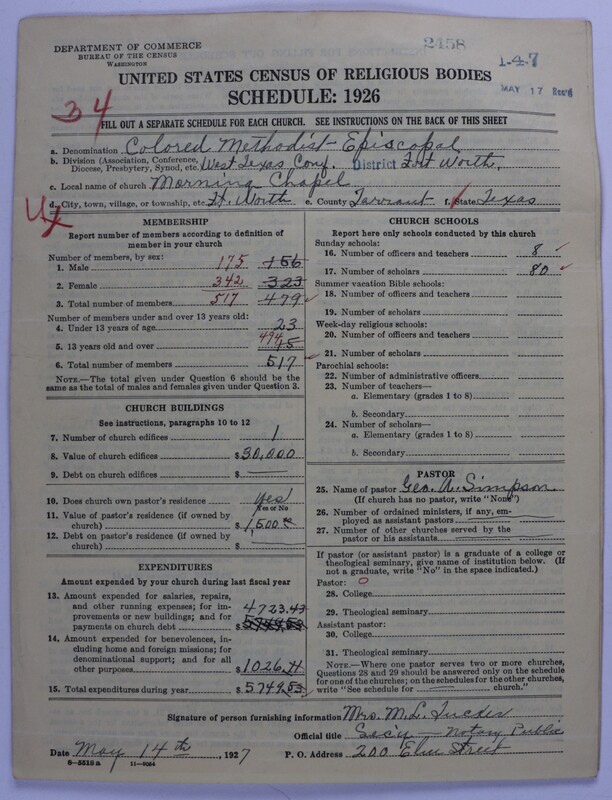 DEPARTMENT OF COMMERCE
BUREAU OF THE CENSUS
WASHINGTON
2458
1-4-7
MAY 17 Rec'd
UNITED STATES CENSUS OF RELIGIOUS BODIES
SCHEDULE: 1926
34
FILL OUT A SEPARATE SCHEDULE FOR EACH CHURCH. SEE INSTRUCTIONS ON THE BACK OF THIS SHEET
a. Denomination Colored Methodist Episcopal
b. Division (Association, Conference, Diocese, Presbytery, Synod, etc.) West Texas Conf. District Fort Worth
c. Local name of church Morning Chapel
d. City, town, village, or township, etc. Ft. Worth e. County Tarrant f. State Texas
MEMBERSHIP
Report number of members according to definition of
member in your church
Number of members, by sex:
1. Male 175 156
2. Female 342 323
3. Total number of members 517 479
Number of members under and over 13 years old:
4. Under 13 years of age 23
5. 13 years old and over 494
6. Total number of members 517
NOTE.—The total given under Question 6 should be
the same as the total of males and females given under Question 3.
CHURCH BUILDINGS
See instructions, paragraphs 10 to 12
7. Number of church edifices 1
8. Value of church edifices $30,000
9. Debt on church edifices $
10. Does church own pastor's residence Yes
Yes or No
11. Value of pastor's residence (if owned by
church) $1,500
12. Debt on pastor's residence (if owned by
church) $
EXPENDITURES
Amount expended by your church during last fiscal year
13. Amount expended for salaries, repairs,
and other running expenses; for im-
provements or new buildings; and for
payments on church debt $ 4723.43 5749.53
14. Amount expended for benevolences, in-
cluding home and foreign missions; for
denominational support; and for all
other purposes $1026.
15. Total expenditures during year $5749.53
CHURCH SCHOOLS
Report here only schools conducted by this church
Sunday schools:
16. Number of officers and teachers 8
17. Number of scholars 80
Summer vacation Bible schools:
18. Number of officers and teachers
19. Number of scholars
Week-day religious schools:
20. Number of officers and teachers
21. Number of scholars
Parochial schools:
22. Number of administrative officers
23. Number of teachers—
a. Elementary (grades 1 to 8)
b. Secondary
24. Number of scholars—
a. Elementary (grades 1 to 8)
b. Secondary
PASTOR
25. Name of pastor Geo. A. Simpson
(If church has no pastor, write "None")
26. Number of ordained ministers, if any, em-
ployed as assistant pastors
27. Number of other churches served by the
pastor or his assistants
If pastor (or assistant pastor) is a graduate of a college or
theological seminary, give name of institution below. (If
not a graduate, write "No" in the space indicated.)
Pastor: O
28. College
29. Theological seminary
Assistant pastor:
30. College
31. Theological seminary
NOTE.—Where one pastor serves two or more churches,
Questions 28 and 29 should be answered only on the schedule
for one of the churches; on the schedules for the other churches,
write "See schedule for church."
Signature of person furnishing information Mrs. M. L. Tucker
Official title Sec'y Notary Public
Date May 14th, 1927 P. O. Address 200 Elm Street
8-5518a 11-9084